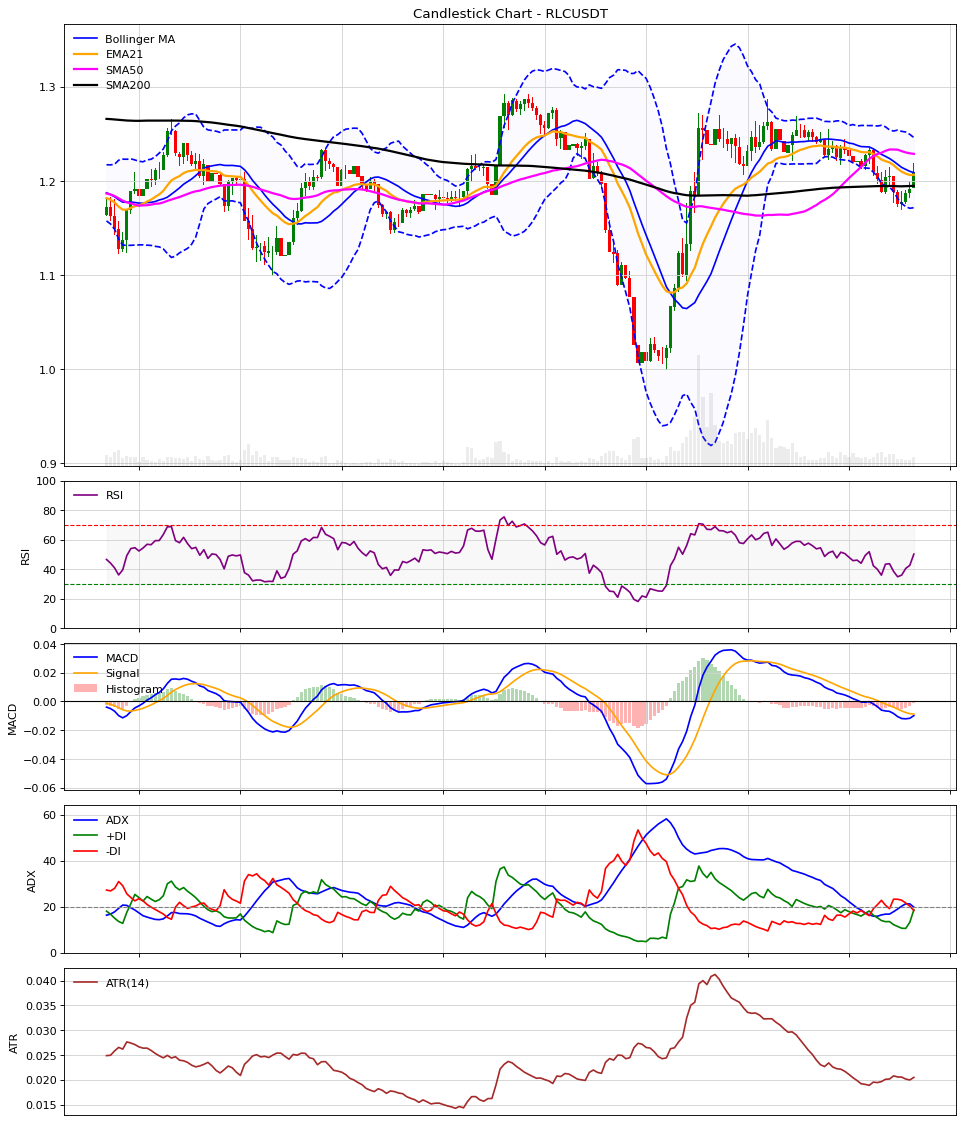 Candlestick Chart - RLCUSDT
Bollinger MA
EMA21
SMA50
SMA200
1.3
1.2
1.1
1.0
0.9
RSI
RSI
100
80
60
40
20
0
MACD
Signal
Histogram
MACD
0.04
0.02
0.00
−0.02
−0.04
−0.06
ADX
+DI
-DI
ADX
60
40
20
0
ATR(14)
ATR
0.040
0.035
0.030
0.025
0.020
0.015